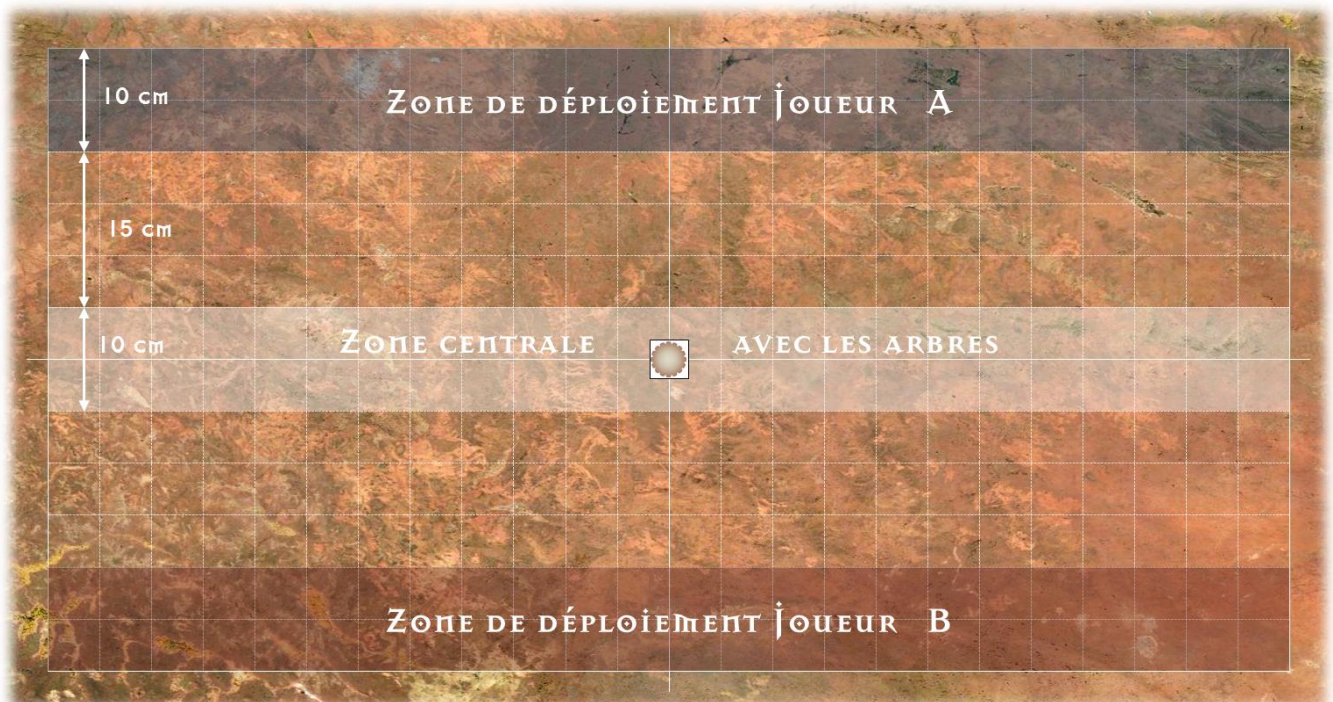 10 cm
Zone de déploiement Joueur A
15 cm
10 cm
Zone centrale avec les arbres
Zone de déploiement Joueur B